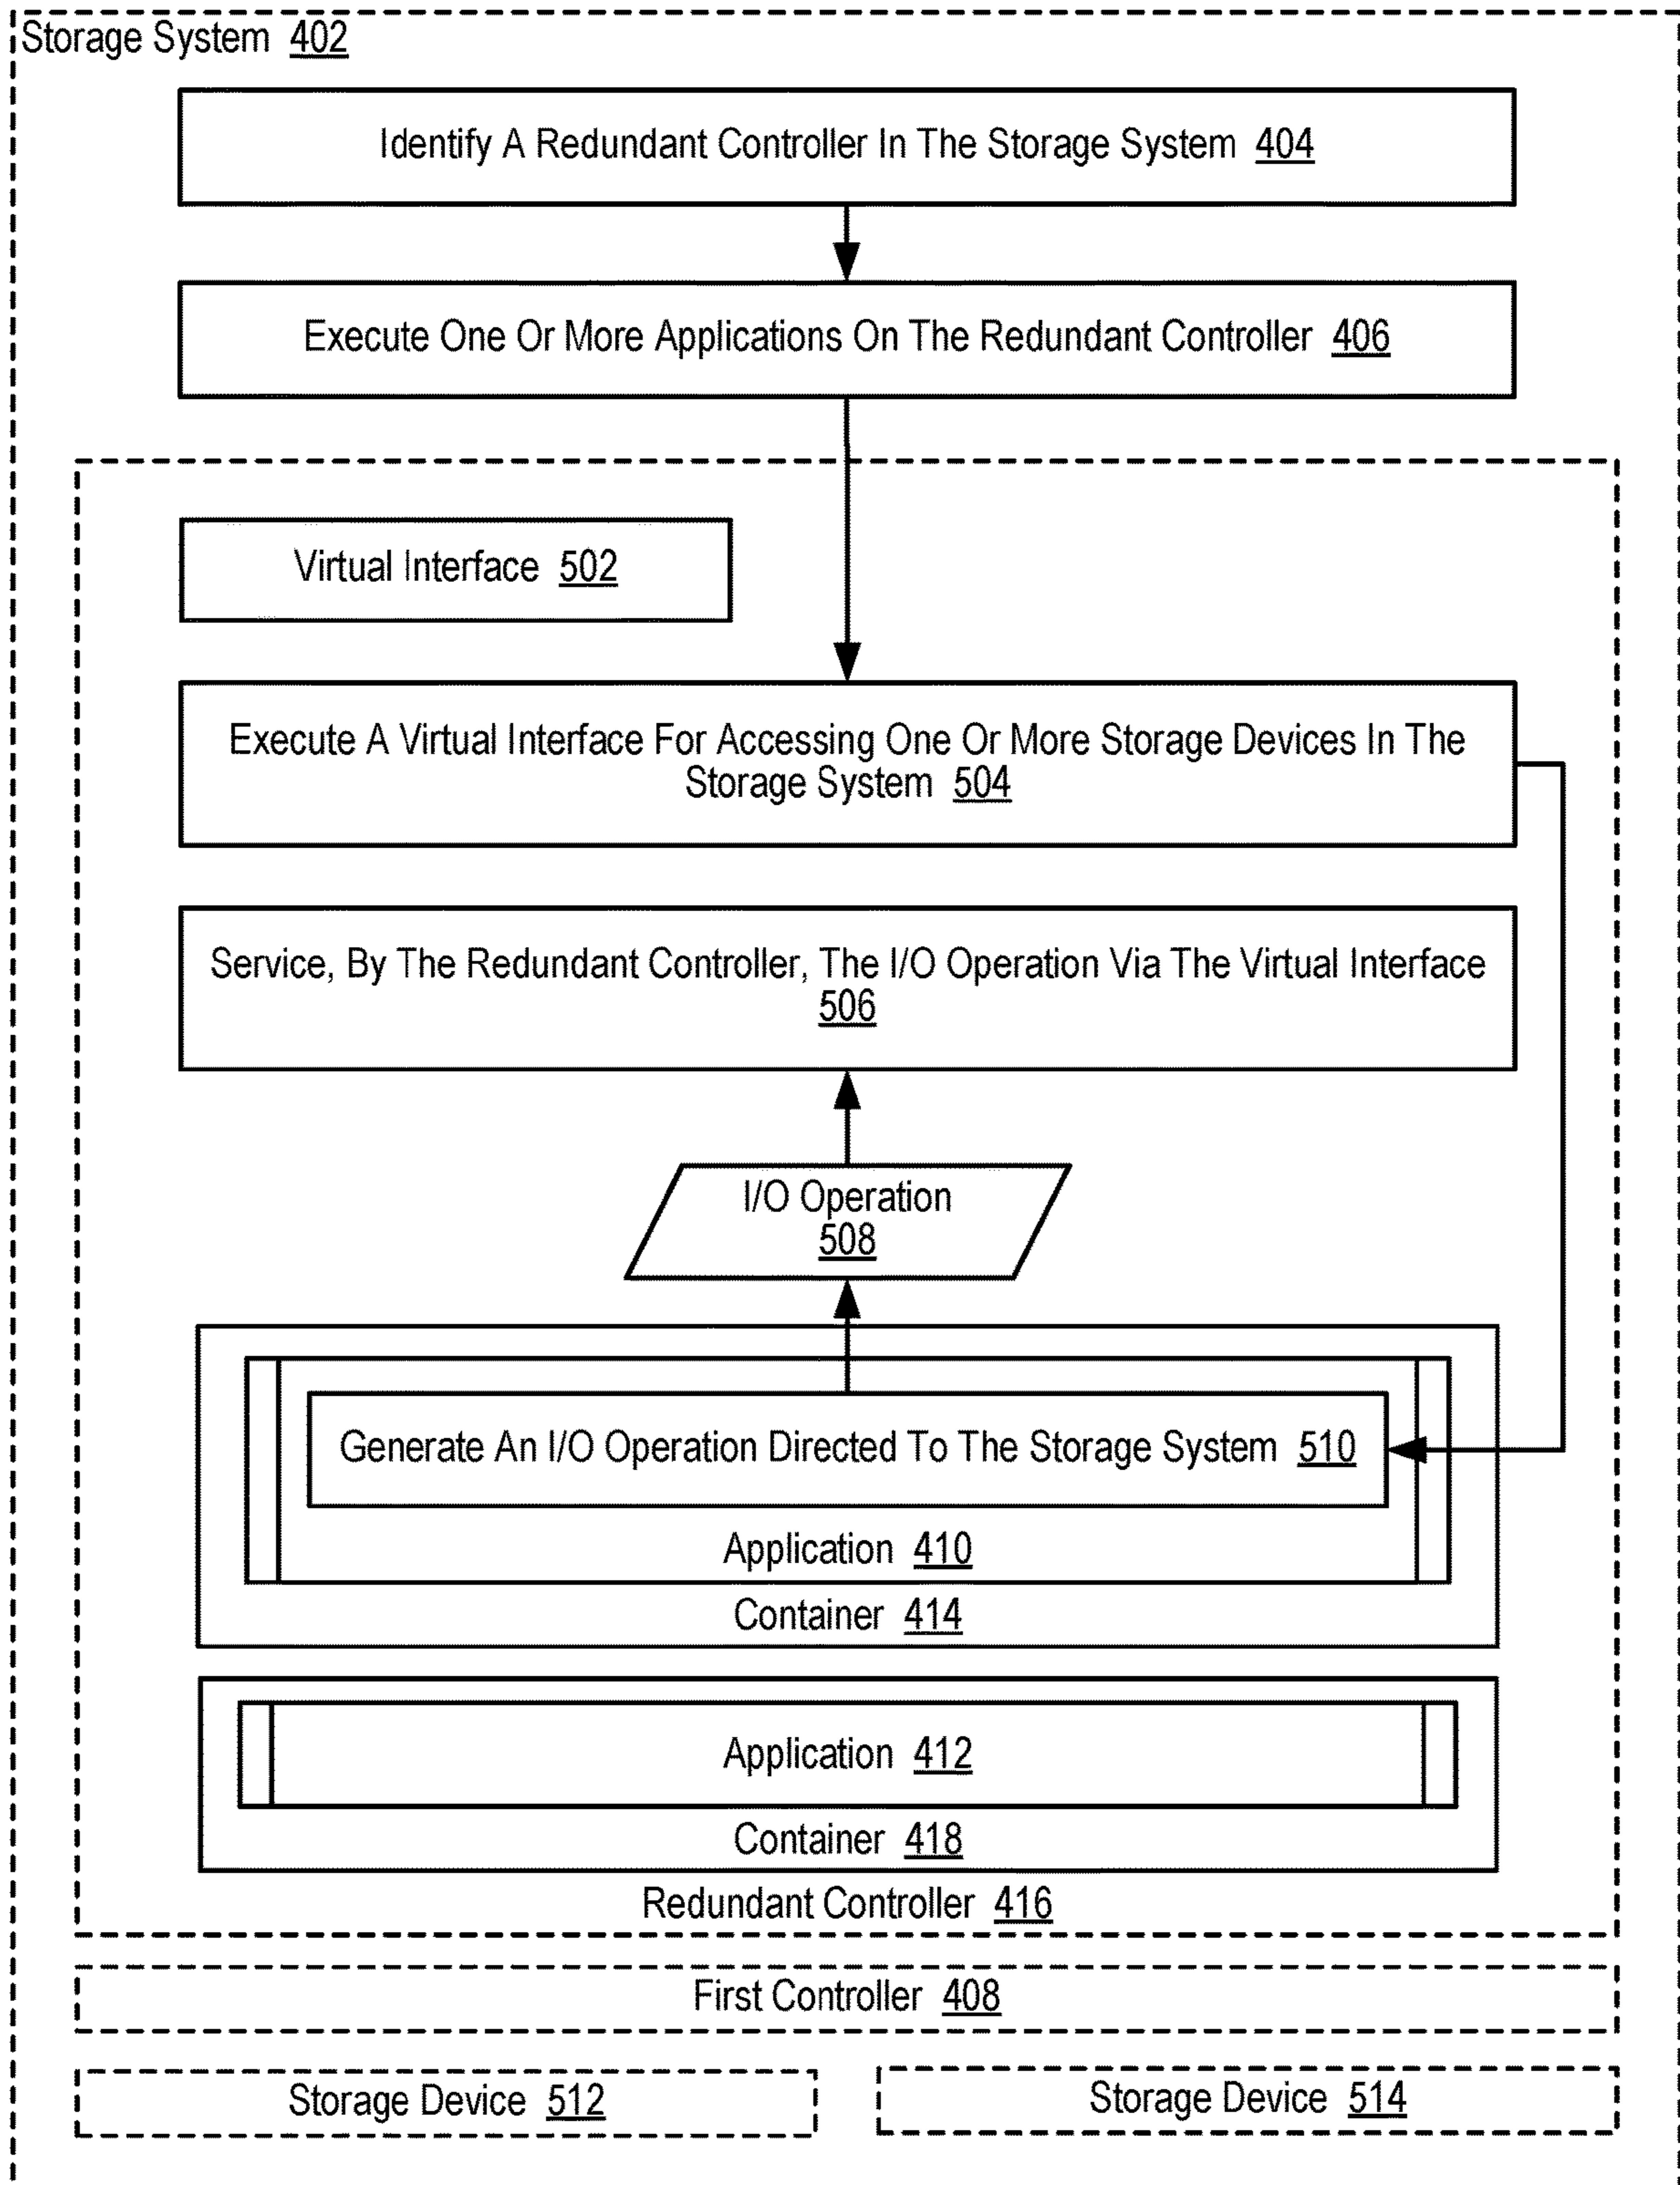 Storage System 402
Identify A Redundant Controller In The Storage System 404
Execute One Or More Applications On The Redundant Controller 406
Virtual Interface 502
Execute A Virtual Interface For Accessing One Or More Storage Devices In The
Storage System 504
Service, By The Redundant Controller, The I/O Operation Via The Virtual Interface
506
I/O Operation
508
Generate An I/O Operation Directed To The Storage System 510
Application 410
Container 414
Application 412
Container 418
Redundant Controller 416
First Controller 408
Storage Device 512
Storage Device 514